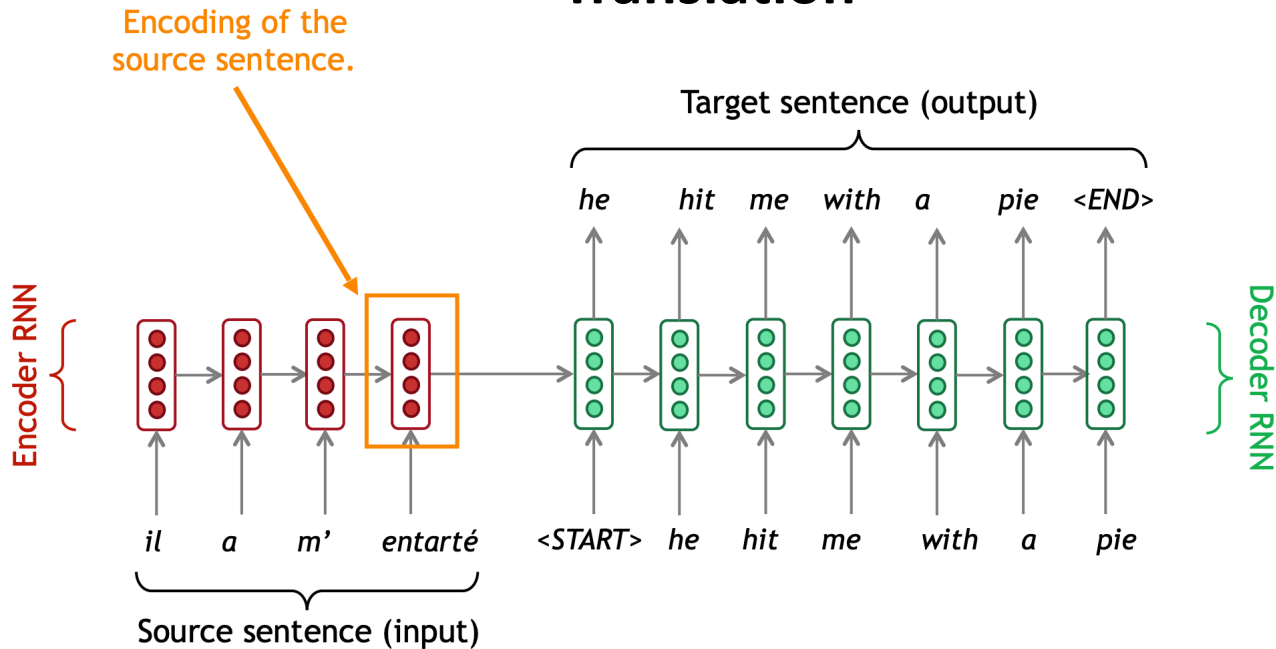 Translation
Encoding of the
source sentence.
Target sentence (output)
he hit me with a pie <END>
Encoder RNN
Decoder RNN
il a m’ entarté <START> he hit me with a pie
Source sentence (input)